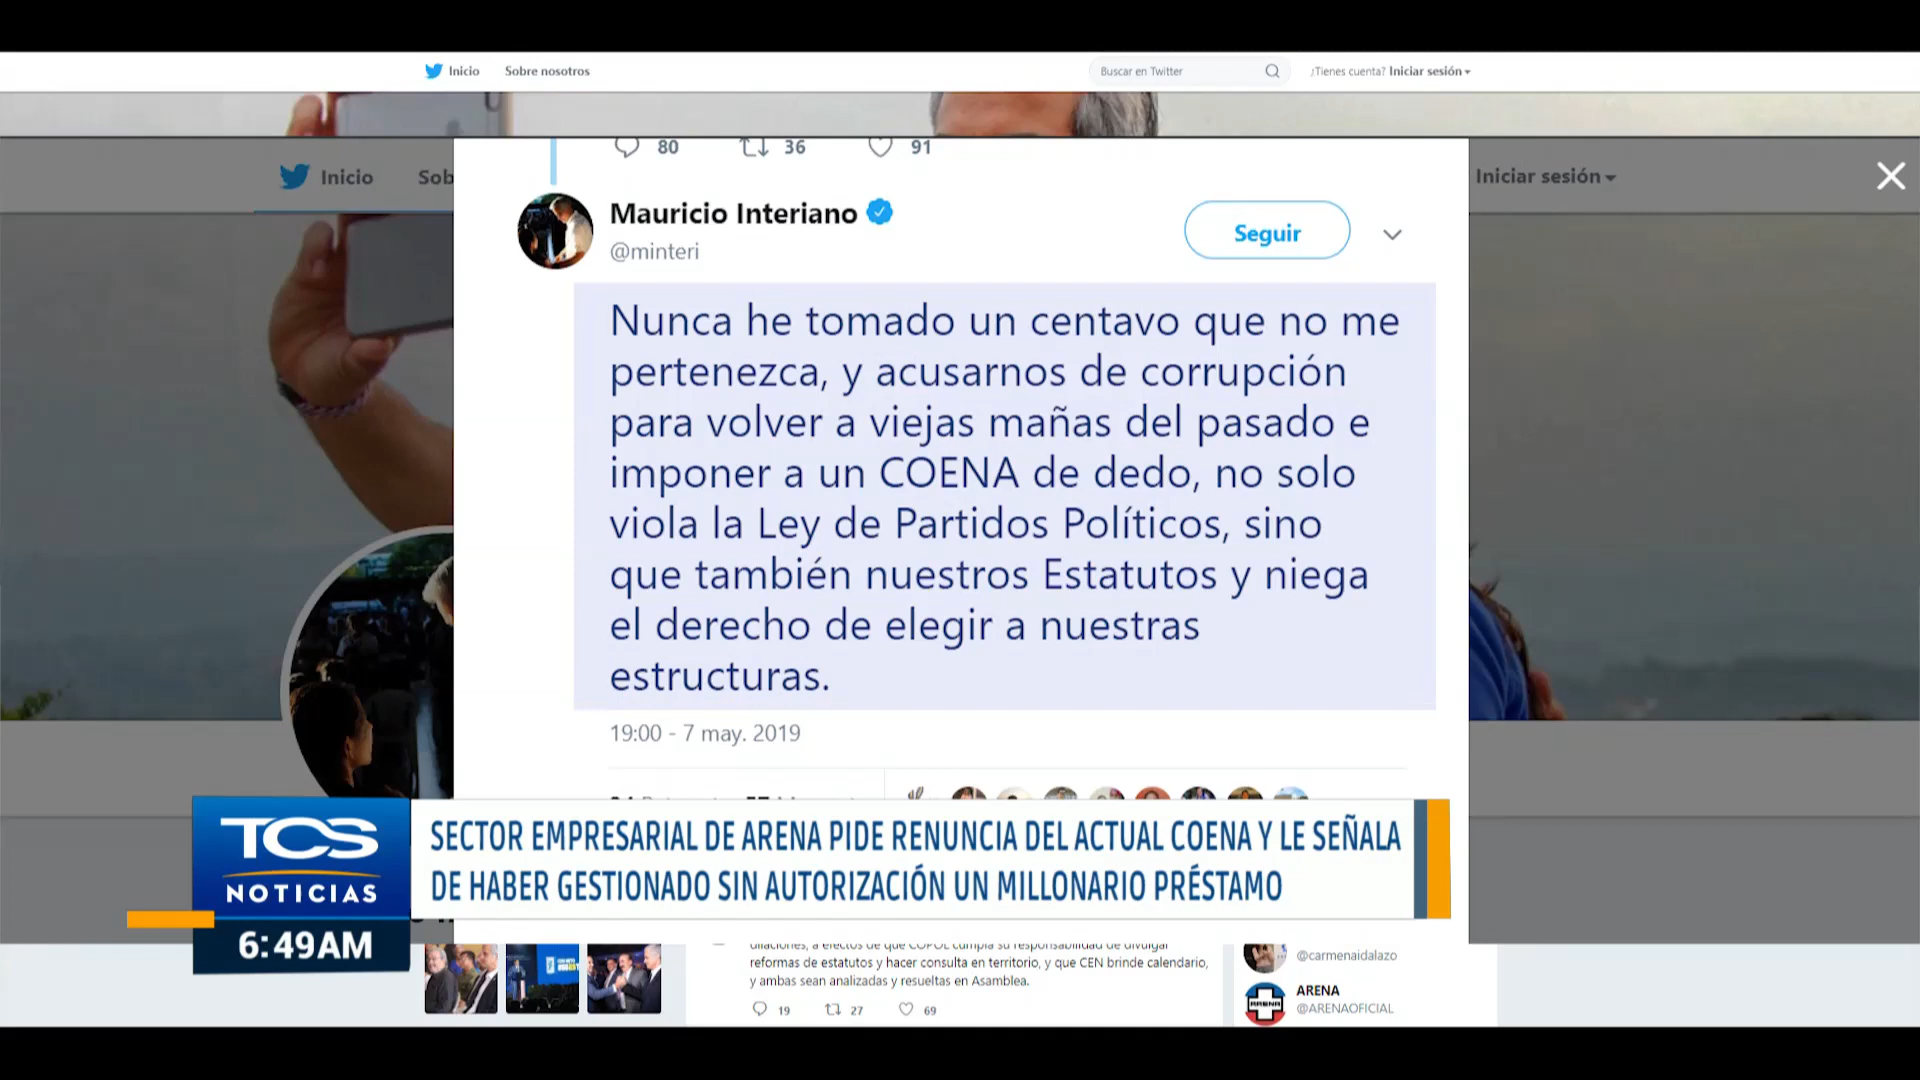 Inicio Sobre nosotros Buscar en Twitter ¿Tienes cuenta? Iniciar sesión
80 36 91
Inicio Sob Iniciar sesión
Mauricio Interiano
@minteri
Seguir
Nunca he tomado un centavo que no me
pertenezca, y acusarnos de corrupción
para volver a viejas mañas del pasado e
imponer a un COENA de dedo, no solo
viola la Ley de Partidos Políticos, sino
que también nuestros Estatutos y niega
el derecho de elegir a nuestras
estructuras.
19:00 - 7 may. 2019
TCS
NOTICIAS
6:49AM
SECTOR EMPRESARIAL DE ARENA PIDE RENUNCIA DEL ACTUAL COENA Y LE SEÑALA
DE HABER GESTIONADO SIN AUTORIZACIÓN UN MILLONARIO PRÉSTAMO
dilaciones, a efectos de que COPOL cumpla su responsabilidad de divulgar
reformas de estatutos y hacer consulta en territorio, y que CEN brinde calendario,
y ambas sean analizadas y resueltas en Asamblea.
19 27 69
@carmenaidalazo
ARENA
@ARENAOFICIAL